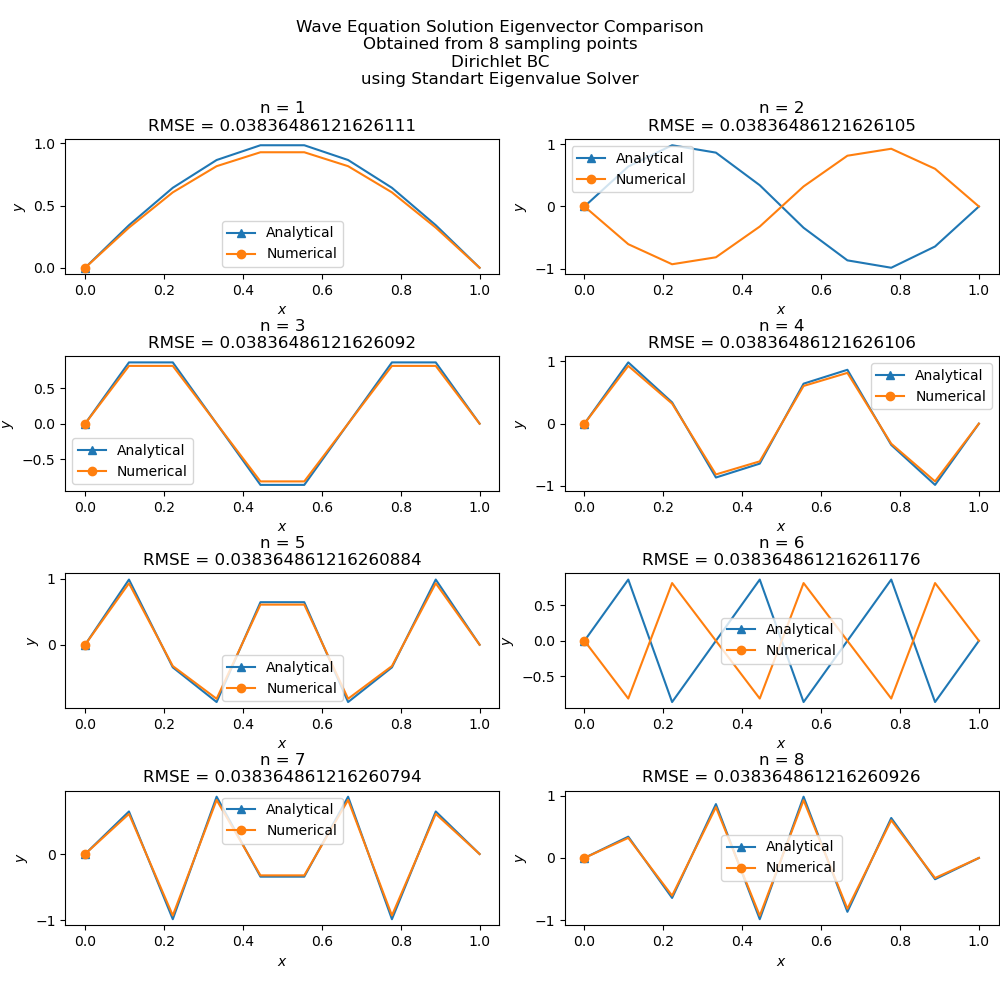 Wave Equation Solution Eigenvector Comparison
Obtained from 8 sampling points
Dirichlet BC
using Standart Eigenvalue Solver
n = 1
RMSE = 0.03836486121626111
1.0
0.5
0.0
y
Analytical
Numerical
0.0 0.2 0.4 0.6 0.8 1.0
x
n = 2
RMSE = 0.03836486121626105
1
0
−1
y
Analytical
Numerical
0.0 0.2 0.4 0.6 0.8 1.0
x
n = 3
RMSE = 0.0383648612162 6092
0.5
0.0
−0.5
y
Analytical
Numerical
0.0 0.2 0.4 0.6 0.8 1.0
x
n = 4
RMSE = 0.03836486121626106
1
0
−1
y
Analytical
Numerical
0.0 0.2 0.4 0.6 0.8 1.0
x
n = 5
RMSE = 0.038364861216260884
1
0
y
Analytical
Numerical
0.0 0.2 0.4 0.6 0.8 1.0
x
n = 6
RMSE = 0.038364861216261176
0.5
0.0
−0.5
y
Analytical
Numerical
0.0 0.2 0.4 0.6 0.8 1.0
x
n = 7
RMSE = 0.038364861216260794
0
−1
y
Analytical
Numerical
0.0 0.2 0.4 0.6 0.8 1.0
x
n = 8
RMSE = 0.038364861216260926
1
0
−1
y
Analytical
Numerical
0.0 0.2 0.4 0.6 0.8 1.0
x